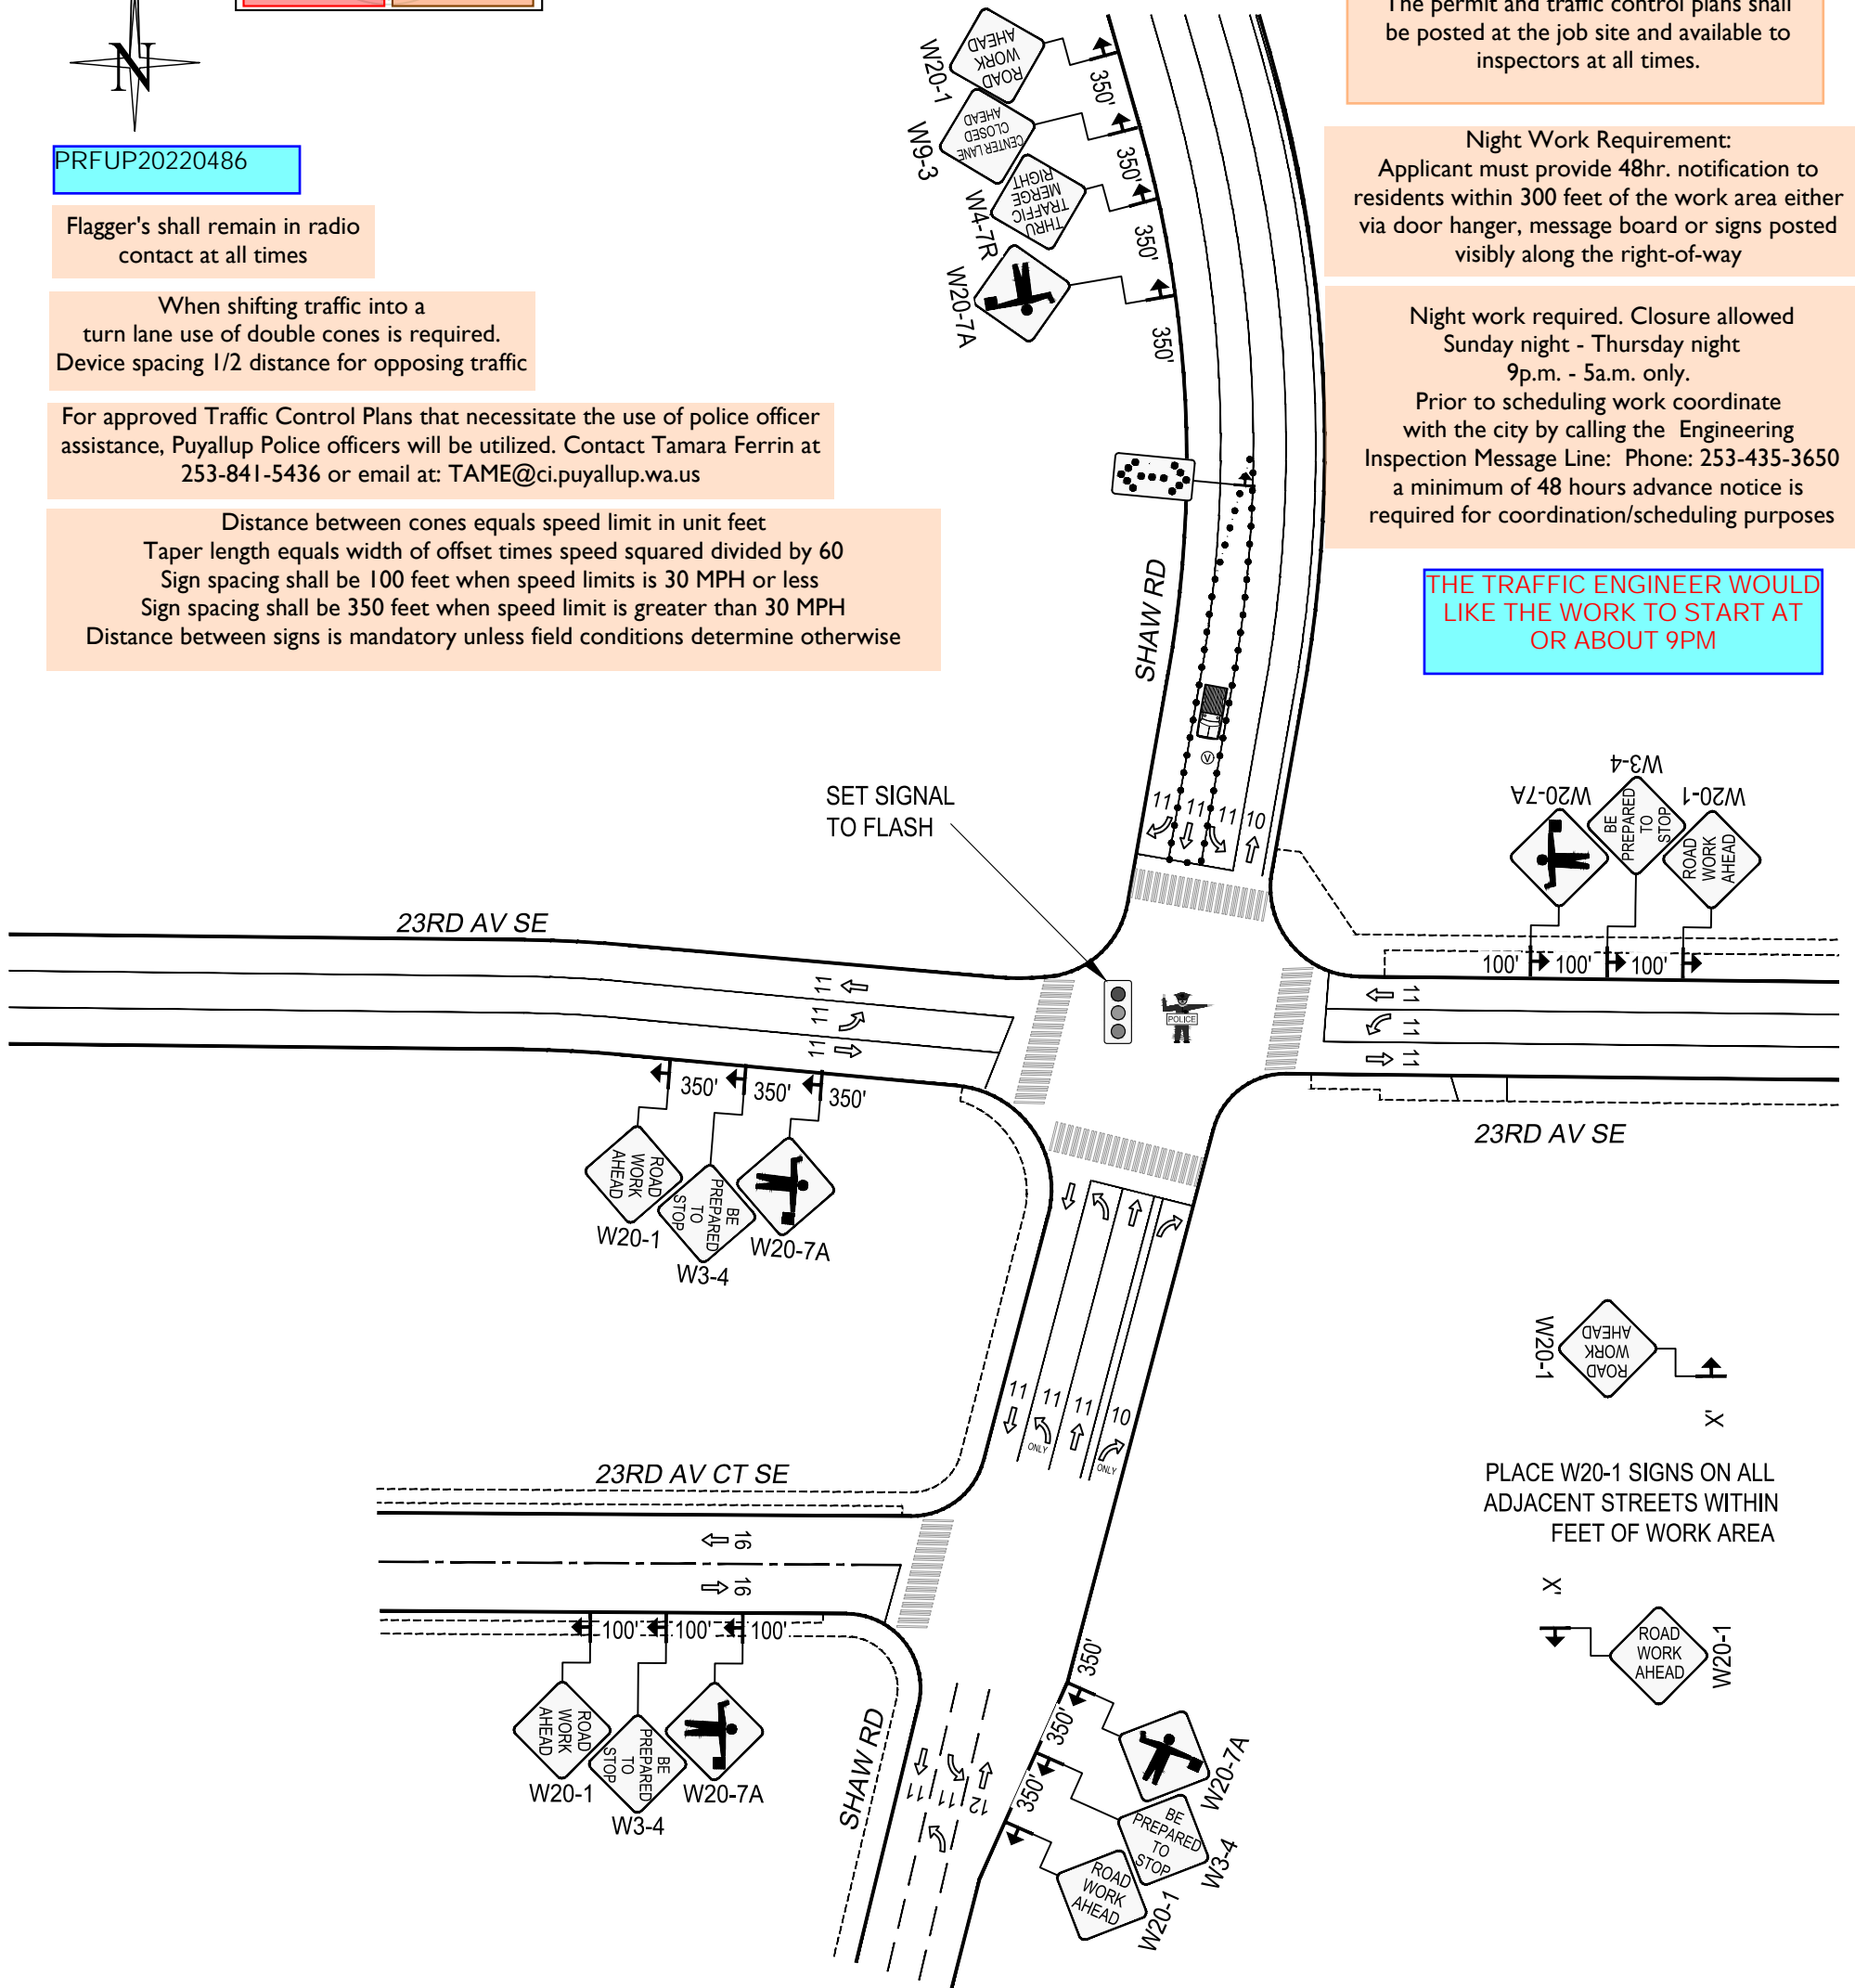 The permit and traffic control plans shall
be posted at the job site and available to
inspectors at all times.
N
PRFUP20220486
Flagger's shall remain in radio
contact at all times
When shifting traffic into a
turn lane use of double cones is required.
Device spacing 1/2 distance for opposing traffic
For approved Traffic Control Plans that necessitate the use of police officer
assistance, Puyallup Police officers will be utilized. Contact Tamara Ferrin at
253-841-5436 or email at: TAME@ci.puyallup.wa.us
Distance between cones equals speed limit in unit feet
Taper length equals width of offset times speed squared divided by 60
Sign spacing shall be 100 feet when speed limits is 30 MPH or less
Sign spacing shall be 350 feet when speed limit is greater than 30 MPH
Distance between signs is mandatory unless field conditions determine otherwise
Night Work Requirement:
Applicant must provide 48hr. notification to
residents within 300 feet of the work area either
via door hanger, message board or signs posted
visibly along the right-of-way
Night work required. Closure allowed
Sunday night - Thursday night
9p.m. - 5a.m. only.
Prior to scheduling work coordinate
with the city by calling the Engineering
Inspection Message Line: Phone: 253-435-3650
a minimum of 48 hours advance notice is
required for coordination/scheduling purposes
THE TRAFFIC ENGINEER WOULD
LIKE THE WORK TO START AT
OR ABOUT 9PM
ROAD
WORK
AHEAD
W20-1
350'
CENTER LANE
CLOSED
AHEAD
W9-3
350'
THRU
TRAFFIC
MERGE
RIGHT
W4-7R
350'
W20-7A
350'
SHAW RD
V
11
11
11
10
SET SIGNAL
TO FLASH
POLICE
W20-7A
W3-4
BE
PREPARED
TO
STOP
W20-1
ROAD
WORK
AHEAD
100'
100'
100'
11
11
11
23RD AV SE
23RD AV SE
11
11
11
350'
350'
350'
ROAD
WORK
AHEAD
W20-1
BE
PREPARED
TO
STOP
W3-4
W20-7A
11
11
11
10
ONLY
ONLY
23RD AV CT SE
16
16
100'
100'
100'
ROAD
WORK
AHEAD
W20-1
BE
PREPARED
TO
STOP
W3-4
W20-7A
SHAW RD
11
11
12
350'
350'
350'
W20-7A
BE
PREPARED
TO
STOP
W3-4
ROAD
WORK
AHEAD
W20-1
ROAD
WORK
AHEAD
W20-1
X'
PLACE W20-1 SIGNS ON ALL
ADJACENT STREETS WITHIN
FEET OF WORK AREA
X'
ROAD
WORK
AHEAD
W20-1